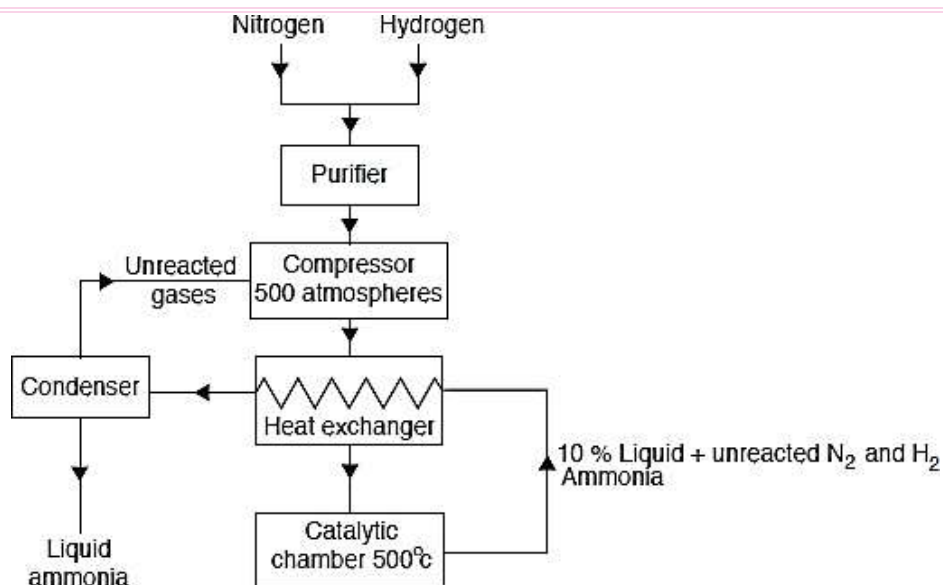 Nitrogen
Hydrogen
Purifier
Unreacted
gases
Compressor
500 atmospheres
Condenser
Heat exchanger
10 % Liquid + unreacted N₂ and H₂
Ammonia
Catalytic
chamber 500°c
Liquid
ammonia